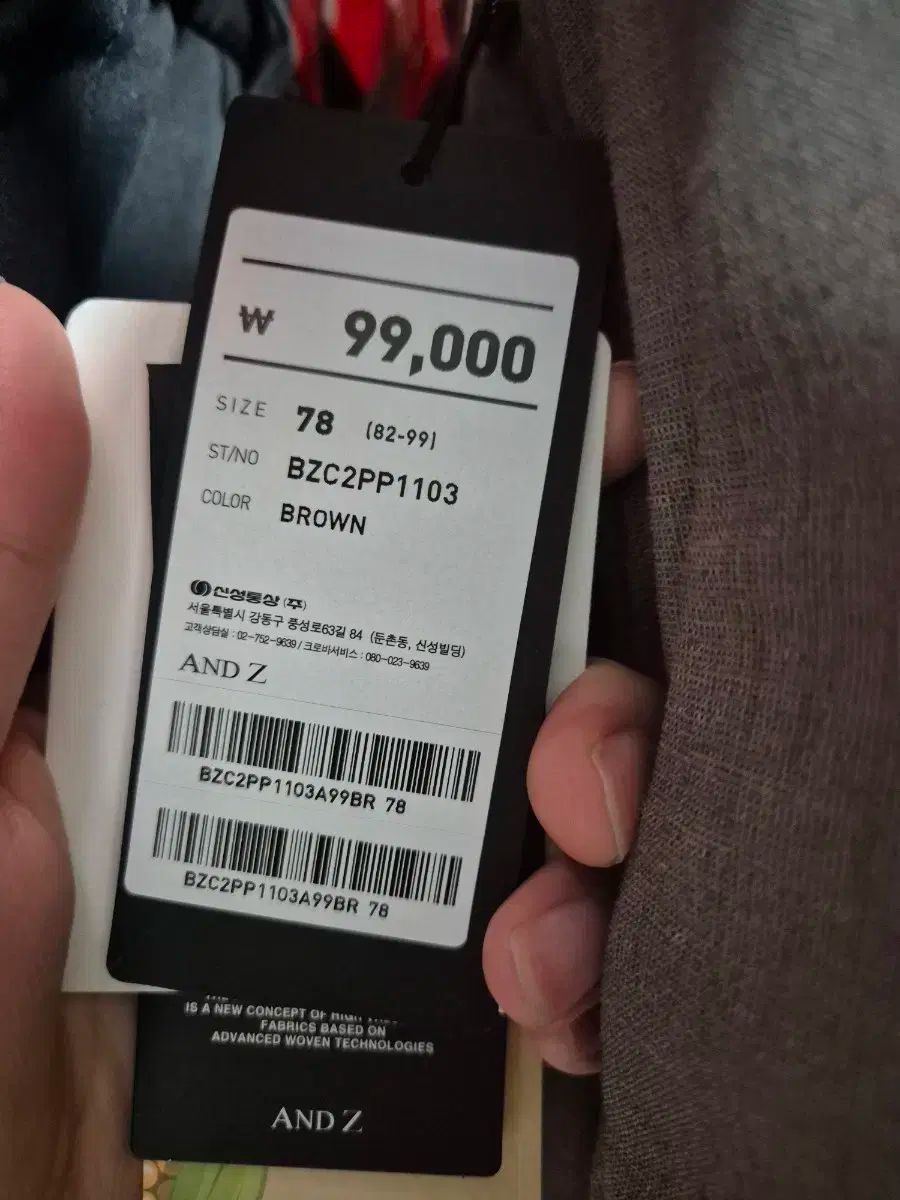 ₩ 99,000
SIZE 78 (82-99)
ST/NO BZC2PP1103
COLOR BROWN
신성통상 (주)
서울특별시 강동구 풍성로63길 84 (둔촌동, 신성빌딩)
고객상담실 : 02-752-9639 / 크로바서비스 : 080-023-9639
AND Z
BZC2PP1103A99BR 78
BZC2PP1103A99BR 78
IS A NEW CONCEPT OF
FABRICS BASED ON
ADVANCED WOVEN TECHNOLOGIES
AND Z